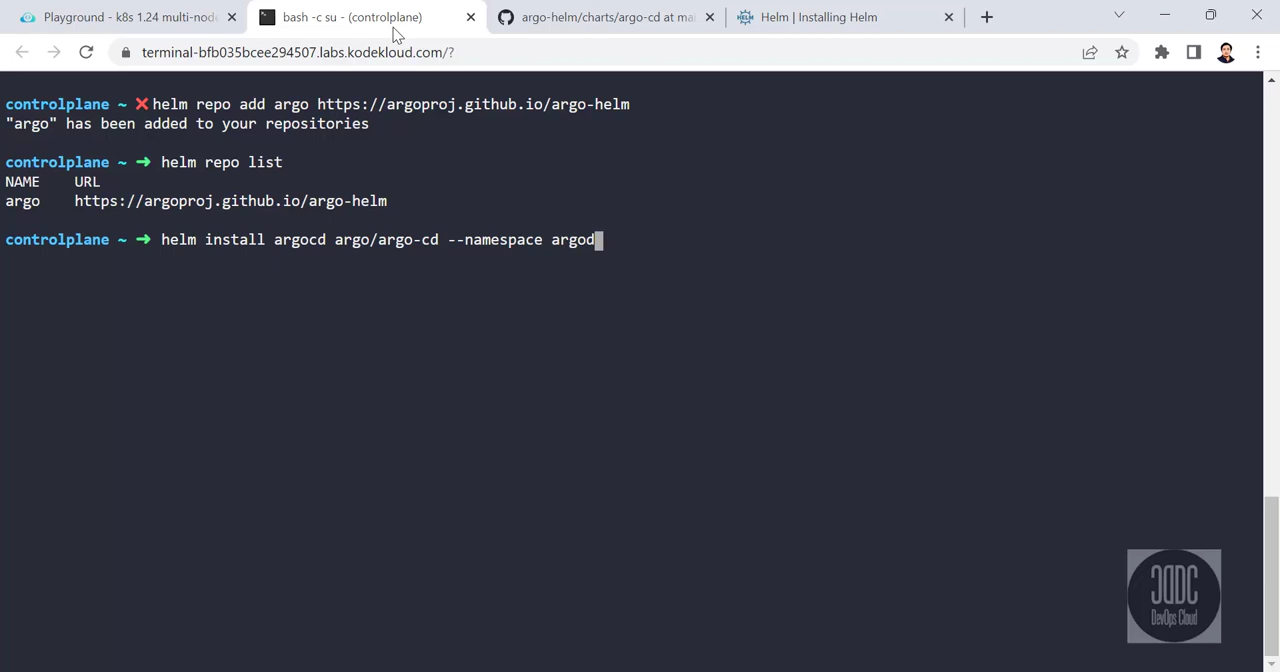 Playground - k8s 1.24 multi-node
bash -c su - (controlplane)
argo-helm/charts/argo-cd at mai
Helm | Installing Helm
terminal-bfb035bcee294507.labs.kodekloud.com/?
controlplane ~ ❌helm repo add argo https://argoproj.github.io/argo-helm
"argo" has been added to your repositories
controlplane ~ ➜ helm repo list
NAME URL
argo https://argoproj.github.io/argo-helm
controlplane ~ ➜ helm install argocd argo/argo-cd --namespace argod
DevOps Cloud